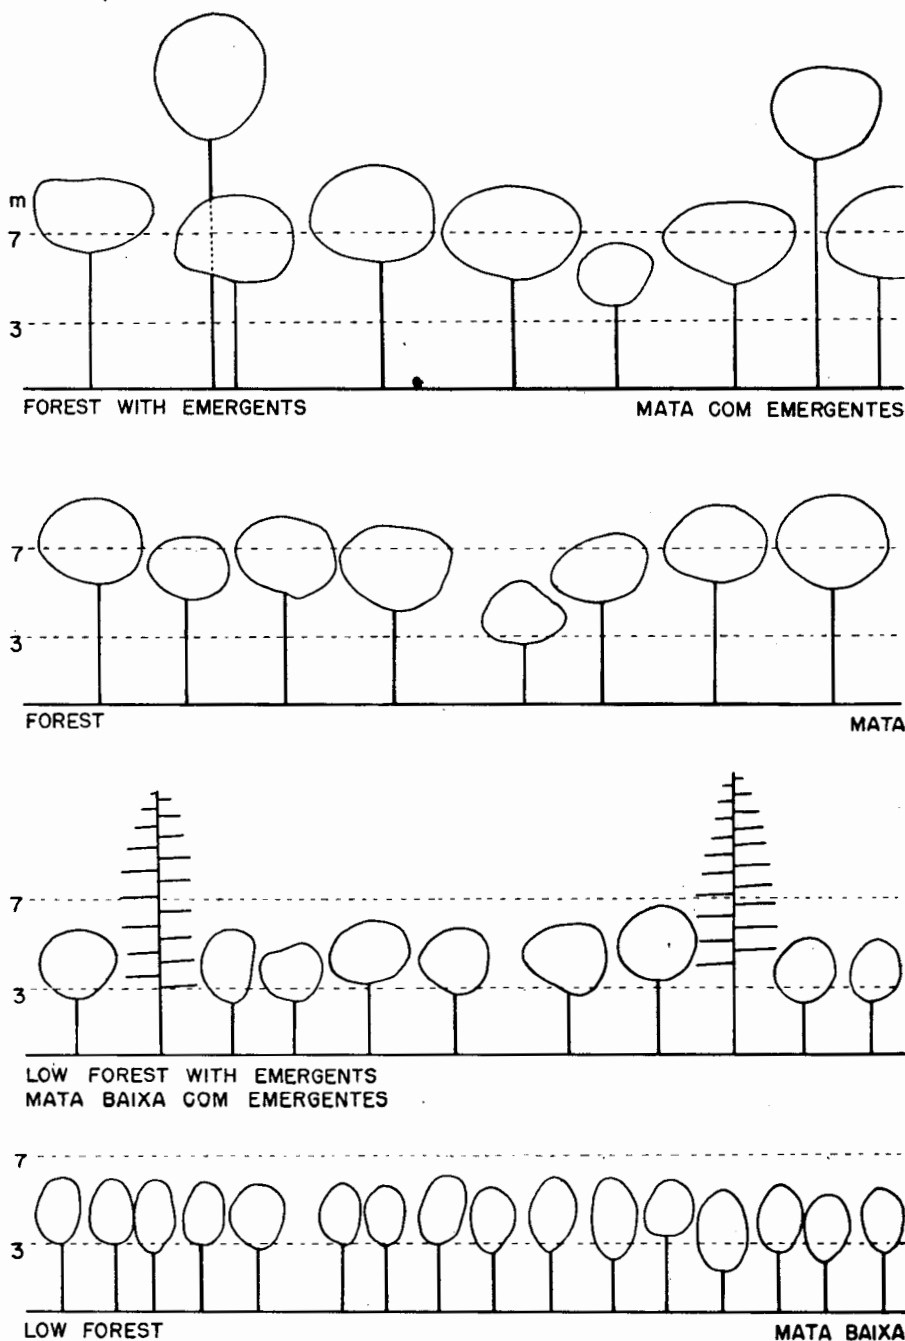 m
7
3
FOREST WITH EMERGENTS MATA COM EMERGENTES
7
3
FOREST MATA
7
3
LOW FOREST WITH EMERGENTS
MATA BAIXA COM EMERGENTES
7
3
LOW FOREST MATA BAIXA